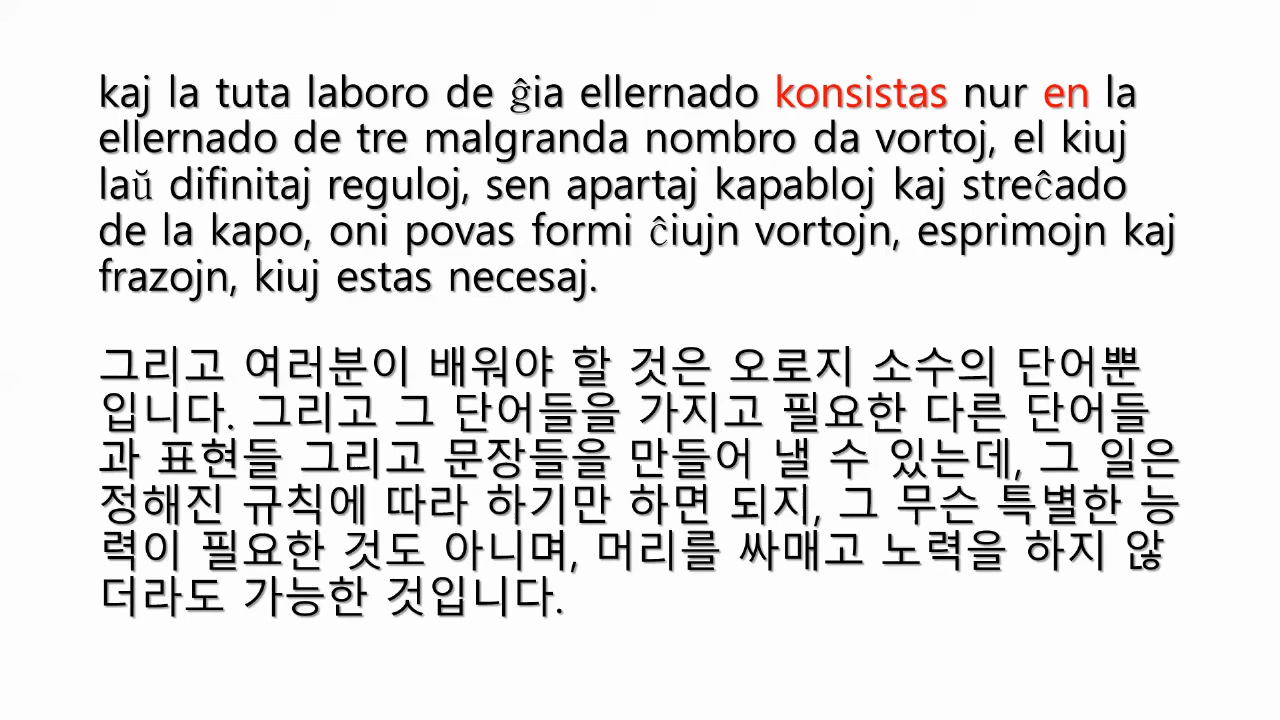 kaj la tuta laboro de ĝia ellernado konsistas nur en la
ellernado de tre malgranda nombro da vortoj, el kiuj
laŭ difinitaj reguloj, sen apartaj kapabloj kaj streĉado
de la kapo, oni povas formi ĉiujn vortojn, esprimojn kaj
frazojn, kiuj estas necesaj.
그리고 여러분이 배워야 할 것은 오로지 소수의 단어뿐
입니다. 그리고 그 단어들을 가지고 필요한 다른 단어들
과 표현들 그리고 문장들을 만들어 낼 수 있는데, 그 일은
정해진 규칙에 따라 하기만 하면 되지, 그 무슨 특별한 능
력이 필요한 것도 아니며, 머리를 싸매고 노력을 하지 않
더라도 가능한 것입니다.